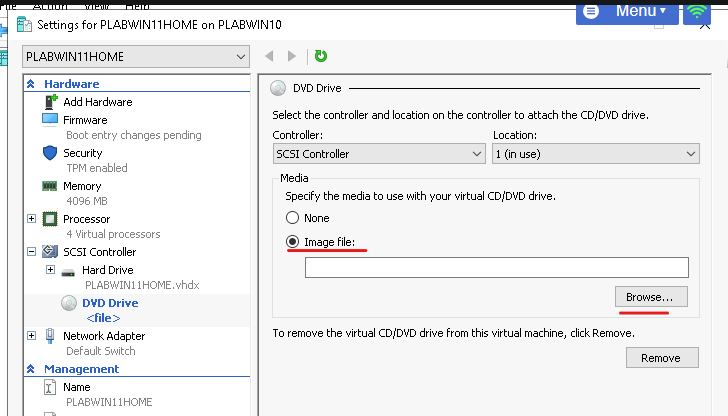 File Action View Help
Settings for PLABWIN11HOME on PLABWIN10
Menu
PLABWIN11HOME
Hardware
Add Hardware
Firmware
Boot entry changes pending
Security
TPM enabled
Memory
4096 MB
Processor
4 Virtual processors
SCSI Controller
Hard Drive
PLABWIN11HOME.vhdx
DVD Drive
<file>
Network Adapter
Default Switch
Management
Name
PLABWIN11HOME
DVD Drive
Select the controller and location on the controller to attach the CD/DVD drive.
Controller: Location:
SCSI Controller 1 (in use)
Media
Specify the media to use with your virtual CD/DVD drive.
None
Image file:
Browse...
To remove the virtual CD/DVD drive from this virtual machine, click Remove.
Remove